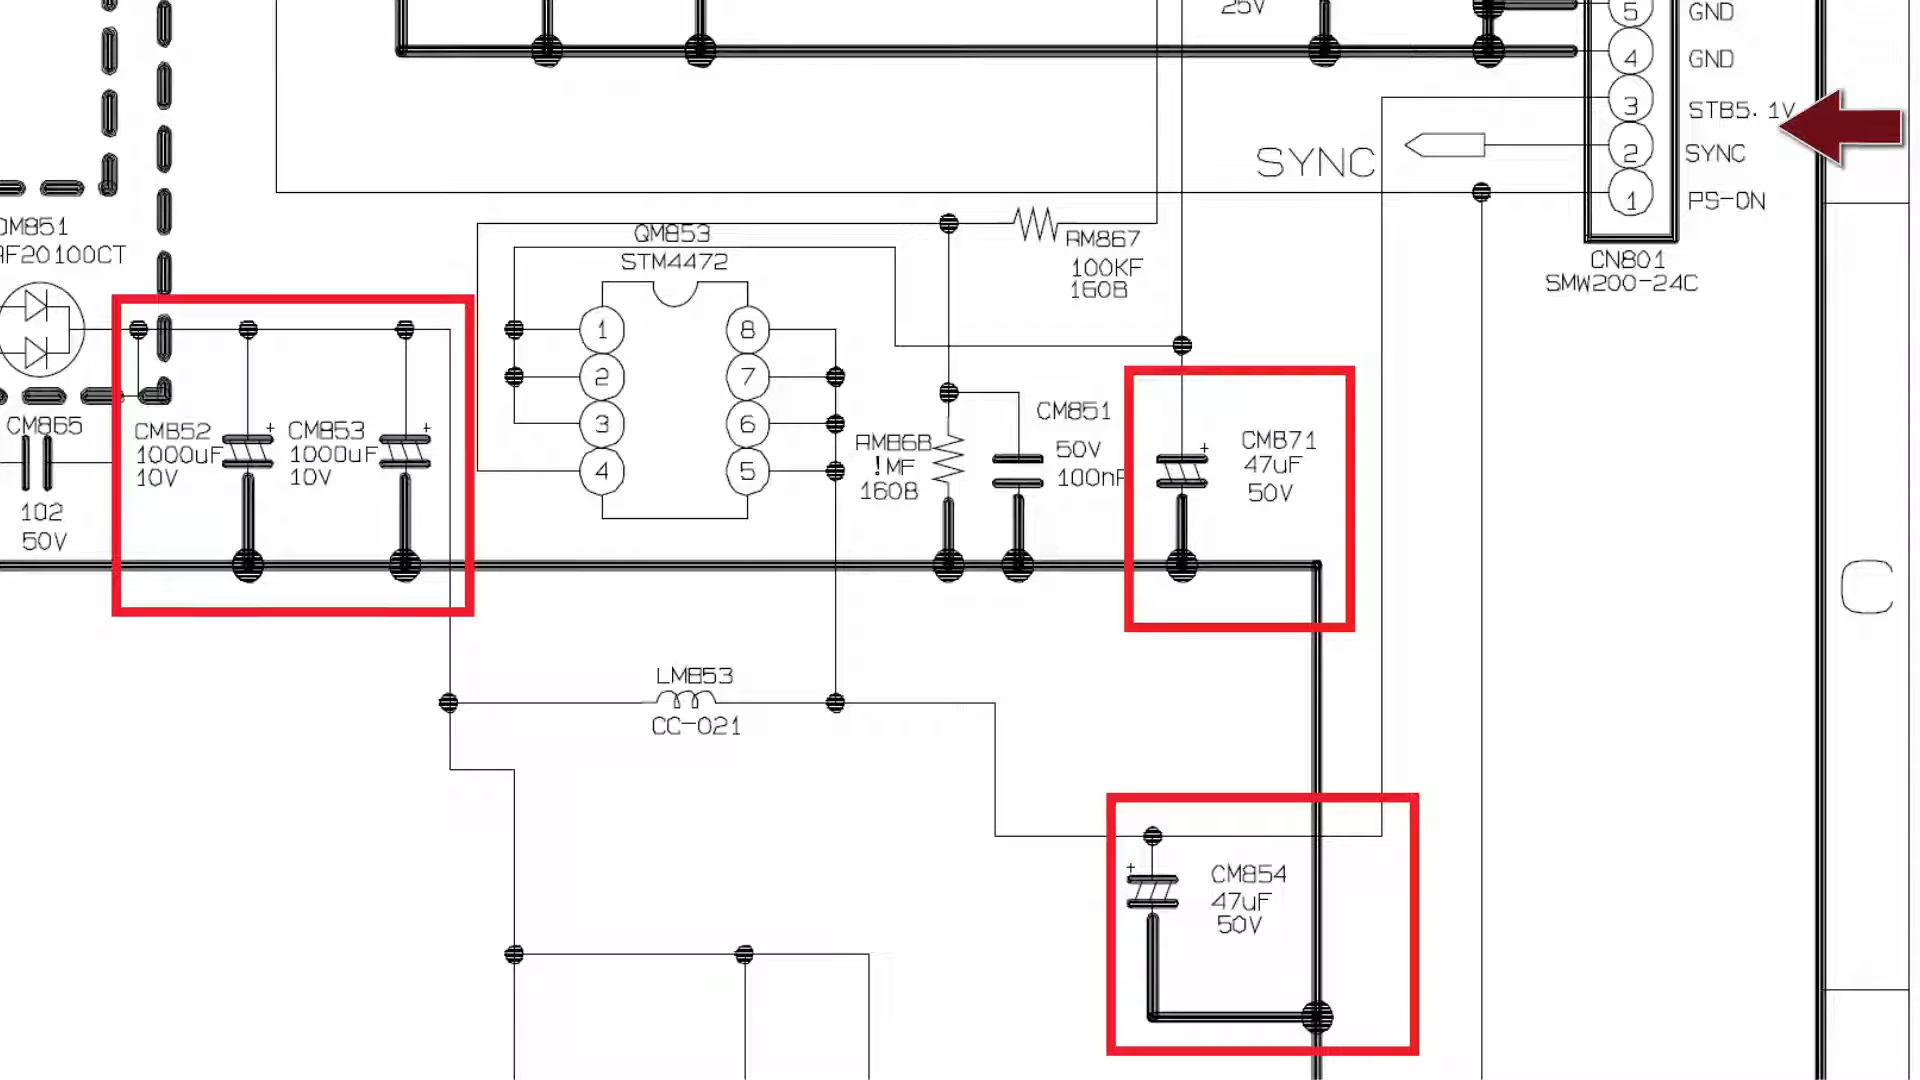 25V
5
GND
4
GND
3
STB5. 1V
SYNC
2
SYNC
1
PS-ON
CN801
SMW200-24C
DM851
AF20100CT
QM853
STM4472
RM867
100KF
1608
1
8
2
7
3
6
4
5
CM865
102
50V
CM852
1000uF
10V
+
CM853
1000uF
10V
+
RM868
!MF
1608
CM851
50V
100nF
+
CM871
47uF
50V
C
LM853
CC-021
+
CM854
47uF
50V